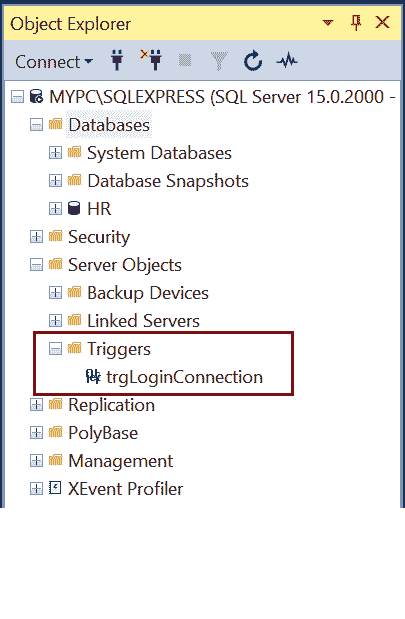 Object Explorer
Connect
MYPC\SQLEXPRESS (SQL Server 15.0.2000 -
Databases
System Databases
Database Snapshots
HR
Security
Server Objects
Backup Devices
Linked Servers
Triggers
trgLoginConnection
Replication
PolyBase
Management
XEvent Profiler